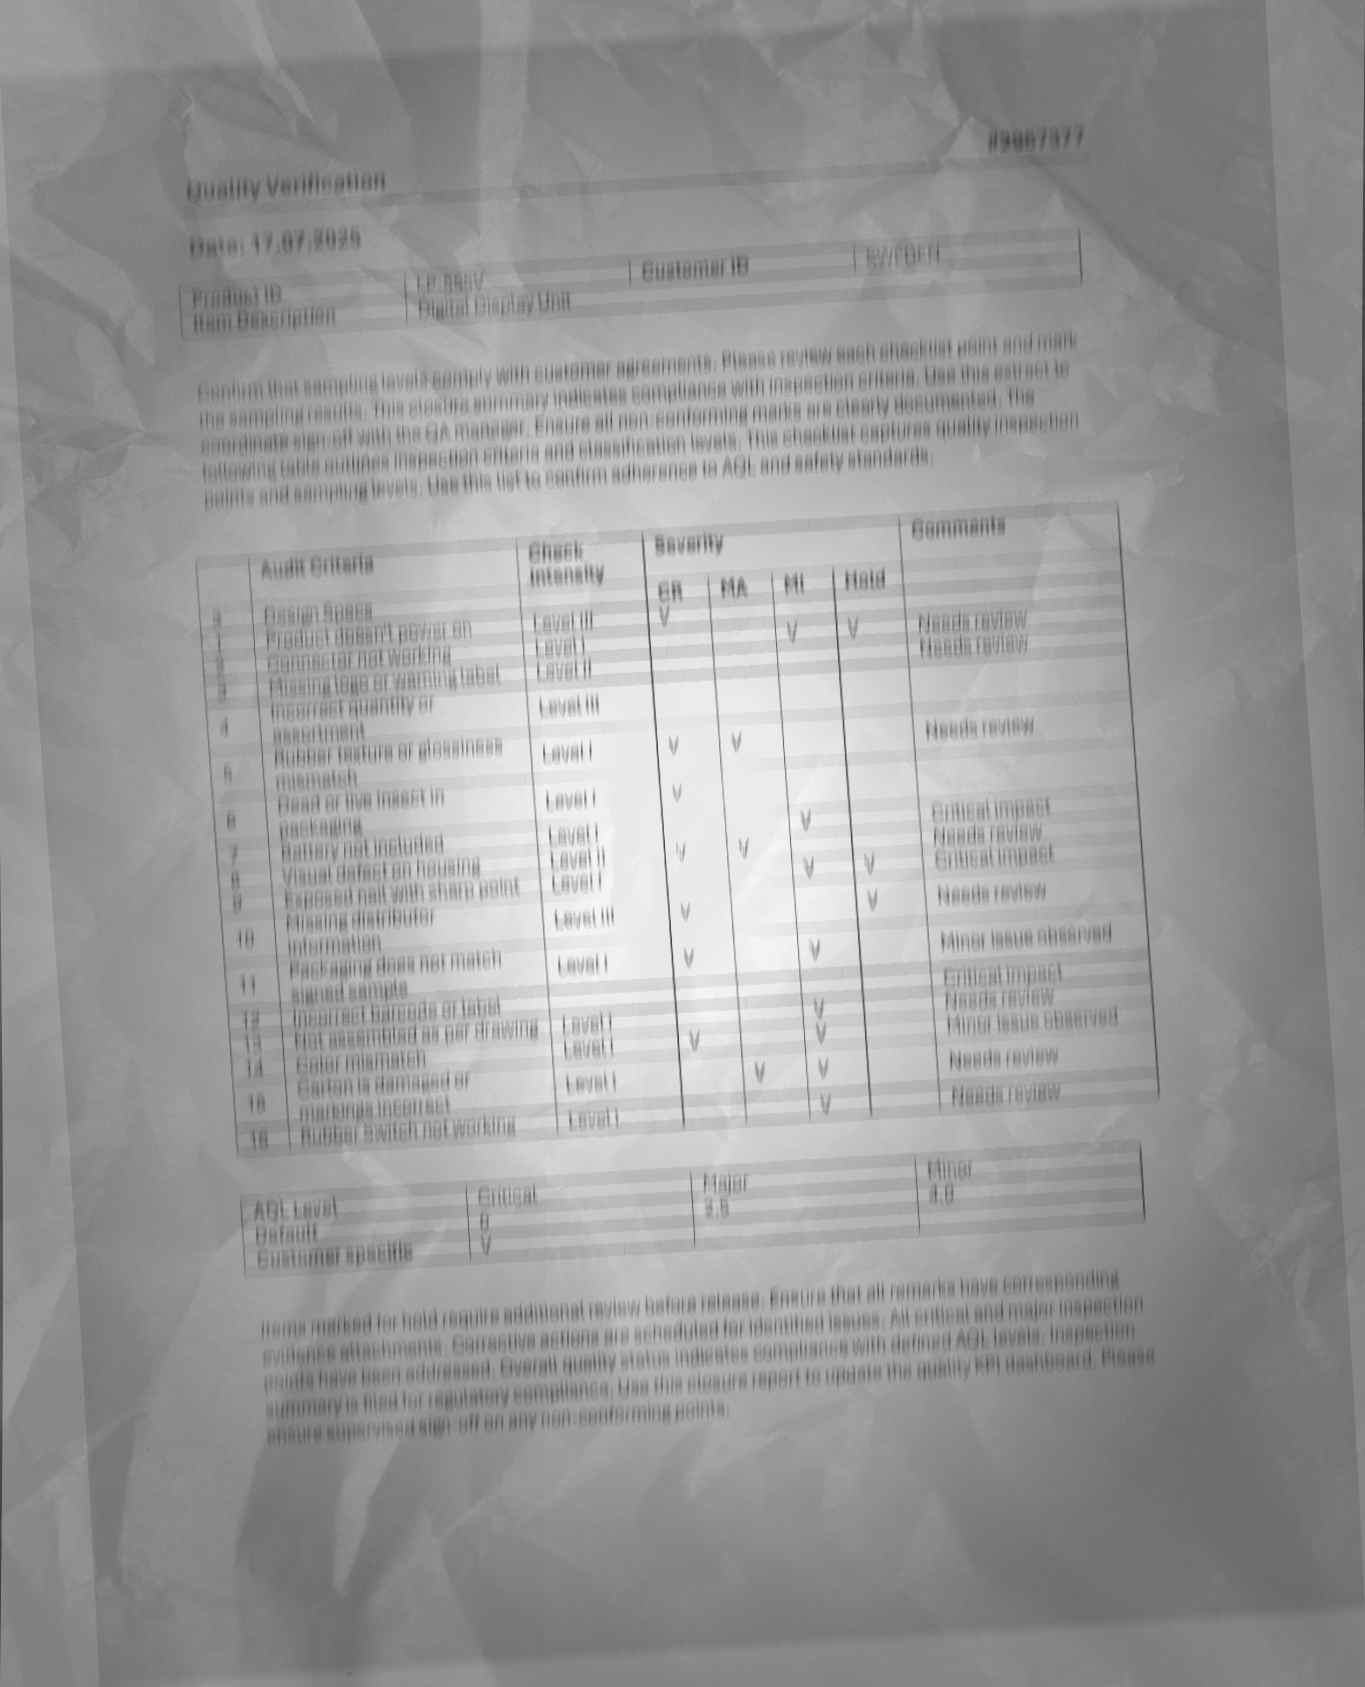 Quality Verification
Date: 17.07.2025
Product ID
Customer ID
Item Description Digital Display Unit
Confirm that sampling levels comply with customer agreements. Please review each checklist point and mark
the sampling results. This closure summary indicates compliance with inspection criteria. Use this extract to
coordinate sign-off with the QA manager. Ensure all non-conforming marks are clearly documented. The
following table outlines inspection criteria and classification levels. This checklist captures quality inspection
points and sampling levels. Use this list to confirm adherence to AQL and safety standards.
Audit Criteria Check Intensity Severity Comments
CR MA MI Hold
Design Specs
1 Product doesn't power on Level III V Needs review
2 Connector not working Level I V V Needs review
3 Missing logo or warning label Level II
4 Incorrect quantity or assortment Level III
5 Rubber texture or glossiness mismatch Level I V V Needs review
6 Dead or live insect in packaging Level I V
7 Battery not included Level I V Critical impact
8 Visual defect on housing Level II V V Needs review
9 Exposed nail with sharp point Level I V V Critical impact
10 Missing distributor information Level III V V Needs review
11 Packaging does not match signed sample Level I V V Minor issue observed
12 Incorrect barcode or label Critical impact
13 Not assembled as per drawing Level I V Needs review
14 Color mismatch Level I V V Minor issue observed
15 Carton is damaged or markings incorrect Level I V V Needs review
16 Rubber Switch not working Level I V Needs review
AQL Level Critical Major Minor
Default 0
Customer specific V
Items marked for hold require additional review before release. Ensure that all remarks have corresponding
evidence attachments. Corrective actions are scheduled for identified issues. All critical and major inspection
points have been addressed. Overall quality status indicates compliance with defined AQL levels. Inspection
summary is filed for regulatory compliance. Use this closure report to update the quality KPI dashboard. Please
ensure supervised sign-off on any non-conforming points.